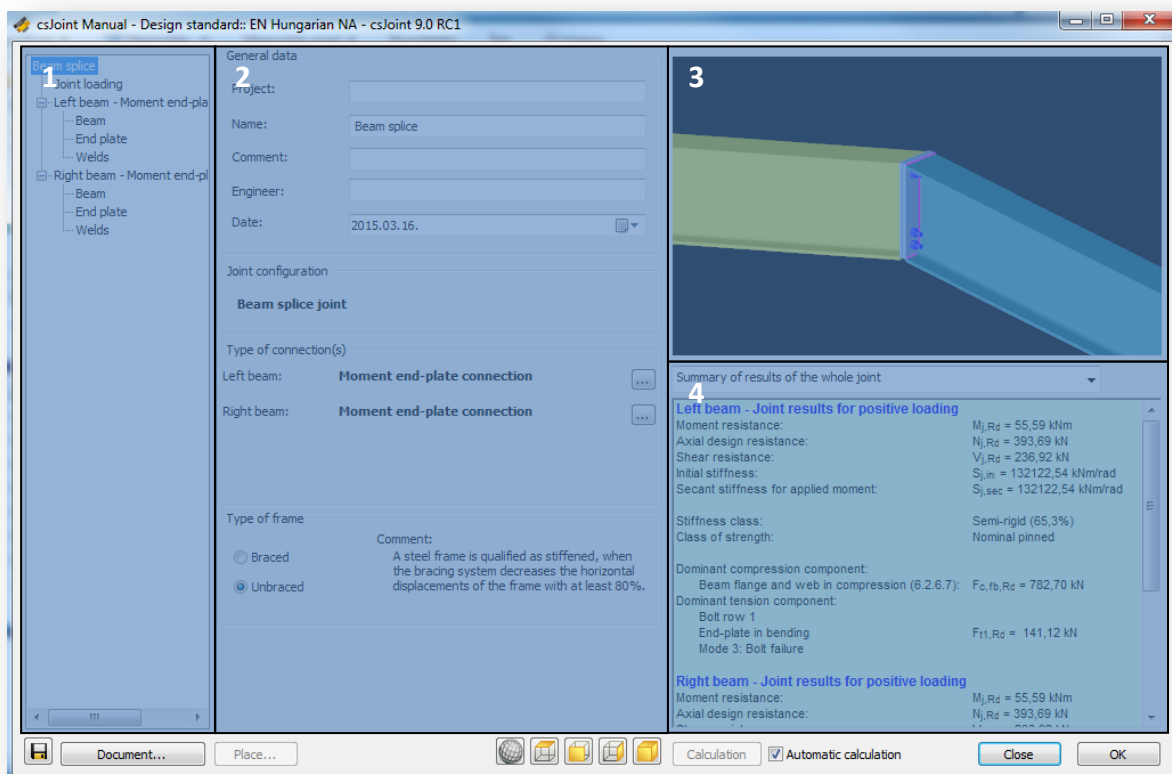 csJoint Manual - Design standard:: EN Hungarian NA - csJoint 9.0 RC1
1
Beam splice
Joint loading
Left beam - Moment end-pla
Beam
End plate
Welds
Right beam - Moment end-pl
Beam
End plate
Welds
2
General data
Project:
Name: Beam splice
Comment:
Engineer:
Date: 2015.03.16.
Joint configuration
Beam splice joint
Type of connection(s)
Left beam: Moment end-plate connection ...
Right beam: Moment end-plate connection ...
Type of frame
Braced
Unbraced
Comment:
A steel frame is qualified as stiffened, when
the bracing system decreases the horizontal
displacements of the frame with at least 80%.
3
4
Summary of results of the whole joint
Left beam - Joint results for positive loading
Moment resistance: Mj,Rd = 55,59 kNm
Axial design resistance: Nj,Rd = 393,69 kN
Shear resistance: Vj,Rd = 236,92 kN
Initial stiffness: Sj,in = 132122,54 kNm/rad
Secant stiffness for applied moment: Sj,sec = 132122,54 kNm/rad
Stiffness class: Semi-rigid (65,3%)
Class of strength: Nominal pinned
Dominant compression component:
Beam flange and web in compression (6.2.6.7): Fc,fb,Rd = 782,70 kN
Dominant tension component:
Bolt row 1
End-plate in bending Ft1,Rd = 141,12 kN
Mode 3: Bolt failure
Right beam - Joint results for positive loading
Moment resistance: Mj,Rd = 55,59 kNm
Axial design resistance: Nj,Rd = 393,69 kN
Document...
Place...
Calculation
Automatic calculation
Close
OK